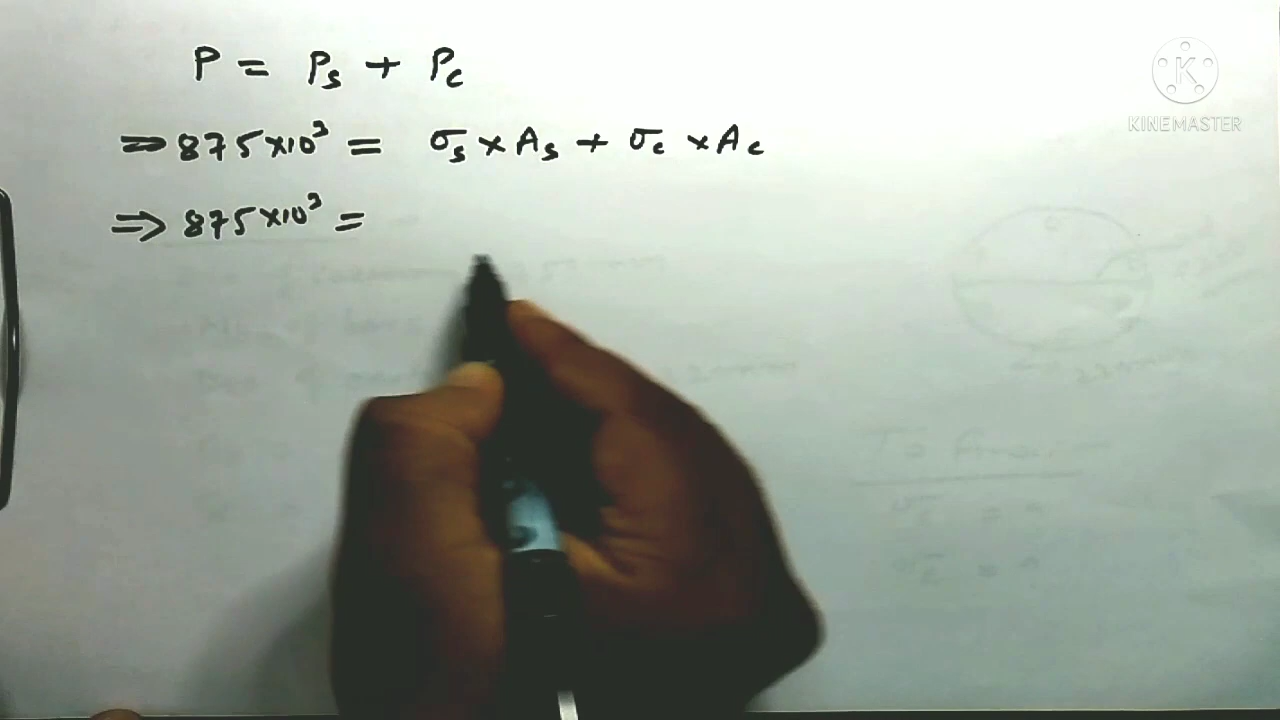 P = Ps + Pc
⇒ 875×10³ = σs × As + σc × Ac
⇒ 875×10³ =
K
KINEMASTER